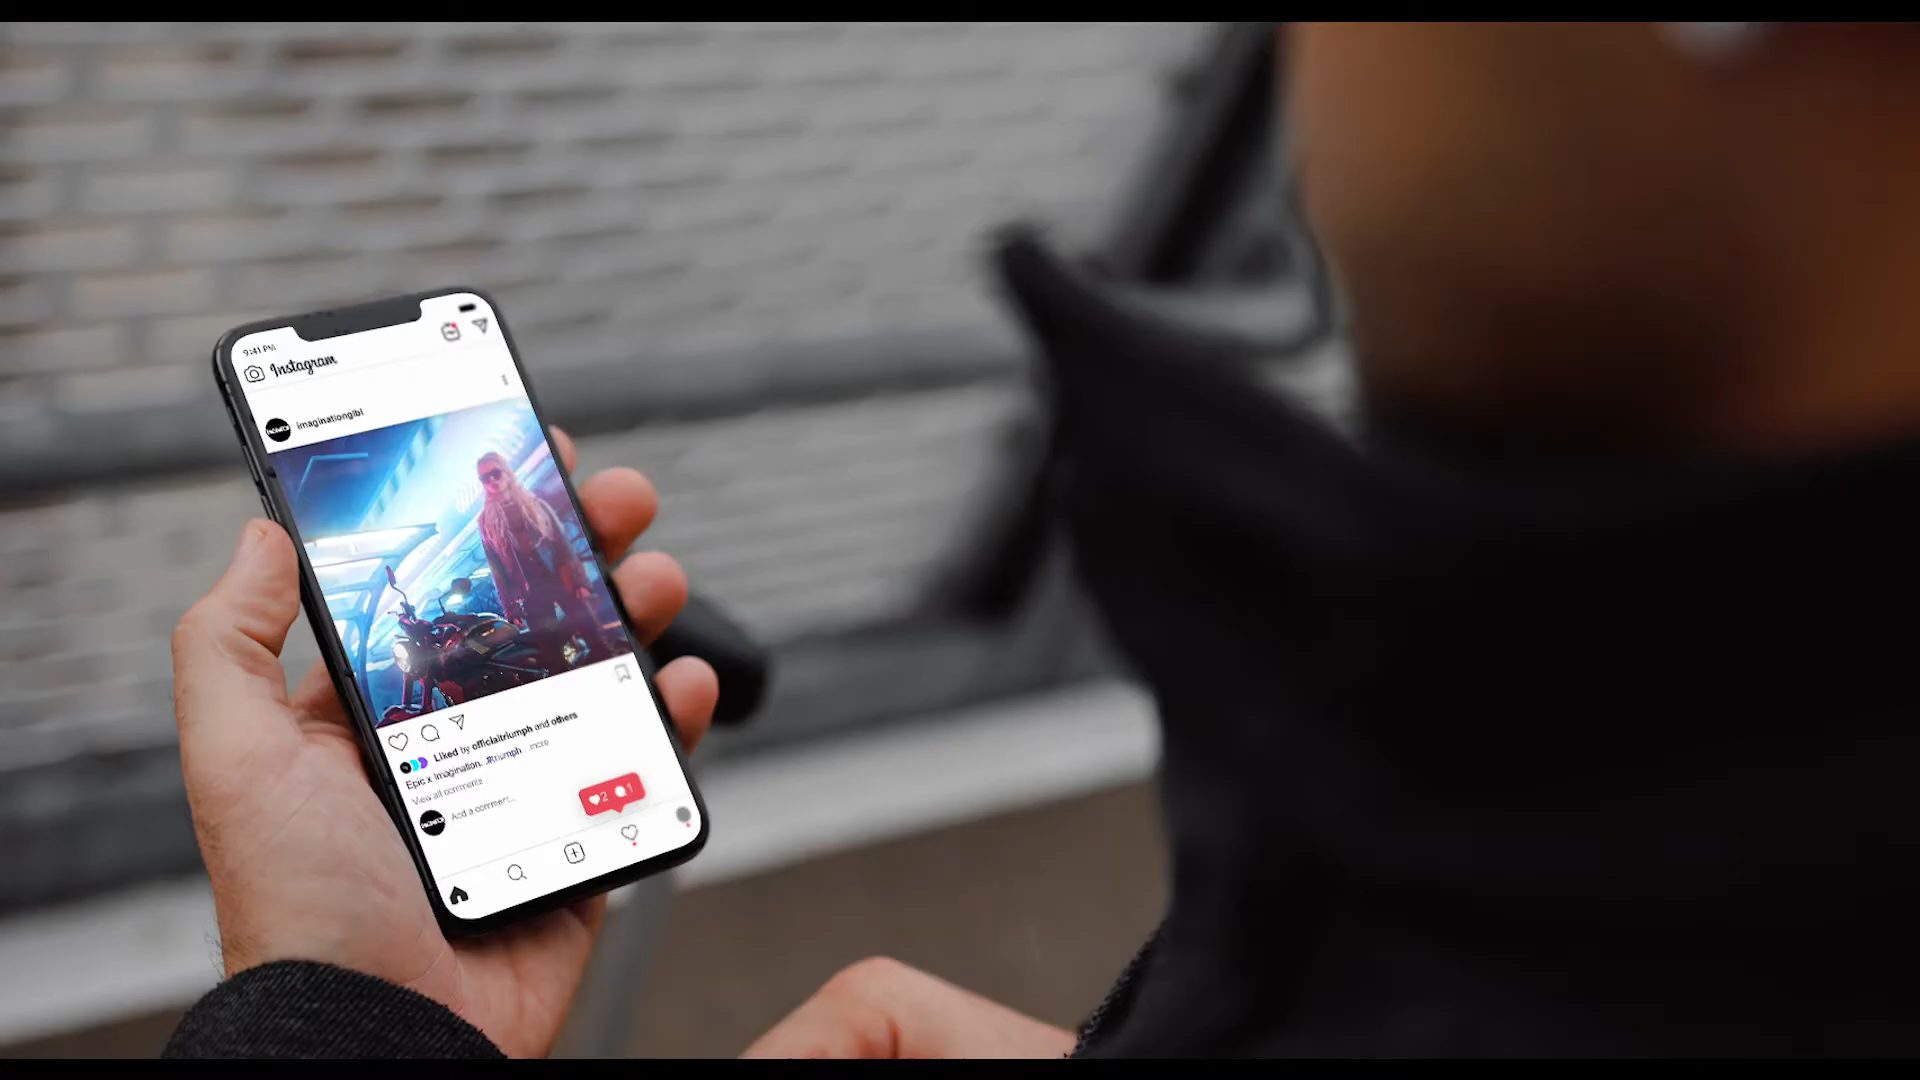 9:41 PM
Instagram
imaginationglbl
Liked by officialtriumph and others
Epic x Imagination...#triumph ...more
View all comments
Add a comment...
2 1